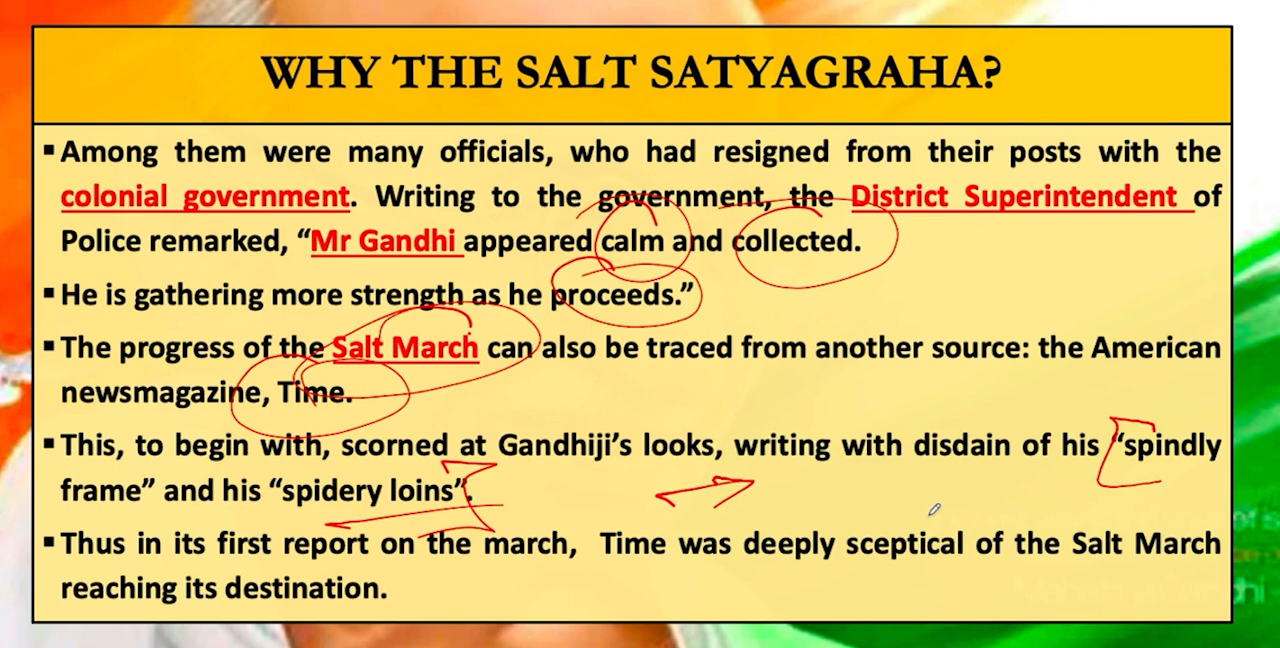 WHY THE SALT SATYAGRAHA?
▪ Among them were many officials, who had resigned from their posts with the
colonial government. Writing to the government, the District Superintendent of
Police remarked, “Mr Gandhi appeared calm and collected.
▪ He is gathering more strength as he proceeds.”
▪ The progress of the Salt March can also be traced from another source: the American
newsmagazine, Time.
▪ This, to begin with, scorned at Gandhiji’s looks, writing with disdain of his “spindly
frame” and his “spidery loins”.
▪ Thus in its first report on the march, Time was deeply sceptical of the Salt March
reaching its destination.